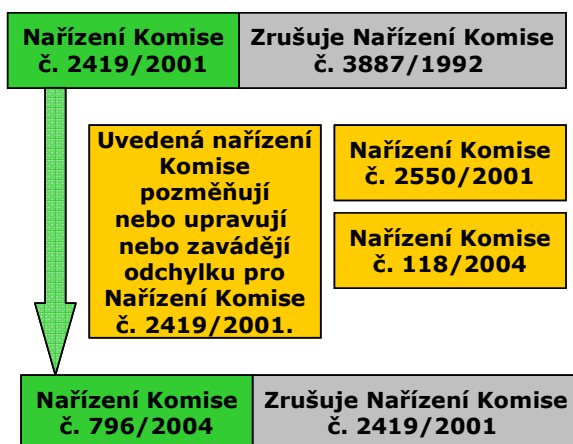 Nařízení Komise
č. 2419/2001
Zrušuje Nařízení Komise
č. 3887/1992
Uvedená nařízení
Komise
pozměňují
nebo upravují
nebo zavádějí
odchylku pro
Nařízení Komise
č. 2419/2001.
Nařízení Komise
č. 2550/2001
Nařízení Komise
č. 118/2004
Nařízení Komise
č. 796/2004
Zrušuje Nařízení Komise
č. 2419/2001